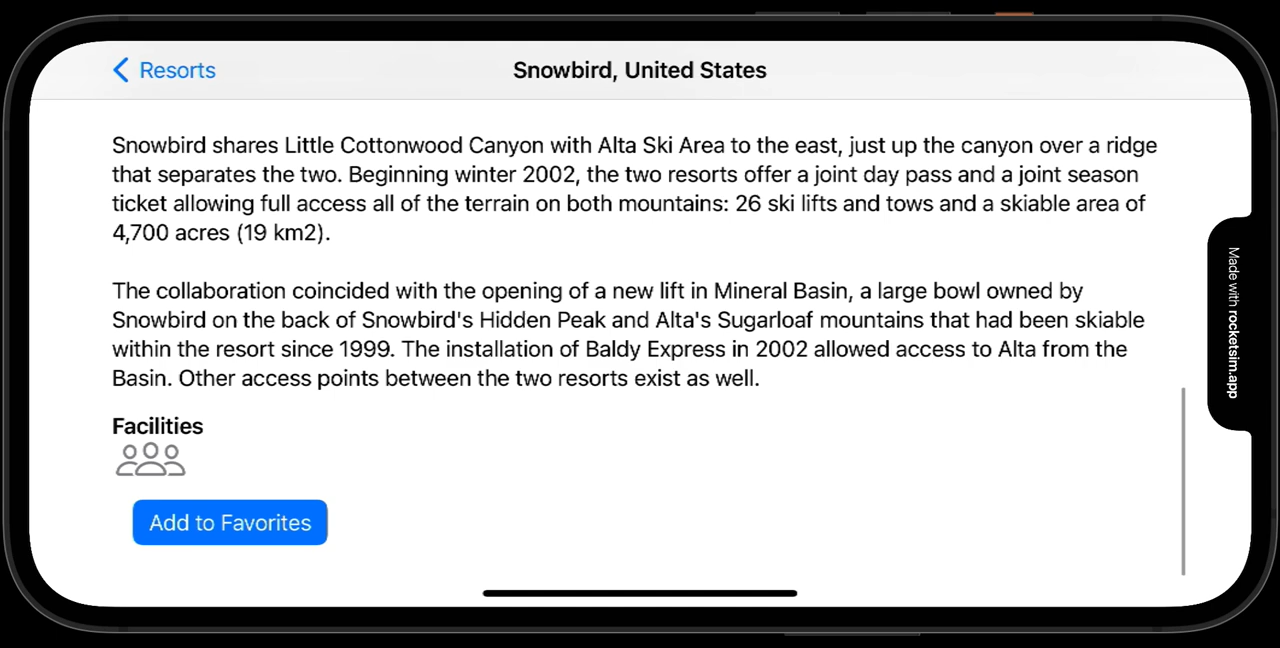 Resorts
Snowbird, United States
Snowbird shares Little Cottonwood Canyon with Alta Ski Area to the east, just up the canyon over a ridge
that separates the two. Beginning winter 2002, the two resorts offer a joint day pass and a joint season
ticket allowing full access all of the terrain on both mountains: 26 ski lifts and tows and a skiable area of
4,700 acres (19 km2).
The collaboration coincided with the opening of a new lift in Mineral Basin, a large bowl owned by
Snowbird on the back of Snowbird's Hidden Peak and Alta's Sugarloaf mountains that had been skiable
within the resort since 1999. The installation of Baldy Express in 2002 allowed access to Alta from the
Basin. Other access points between the two resorts exist as well.
Facilities
Add to Favorites
Made with rocketsim.app